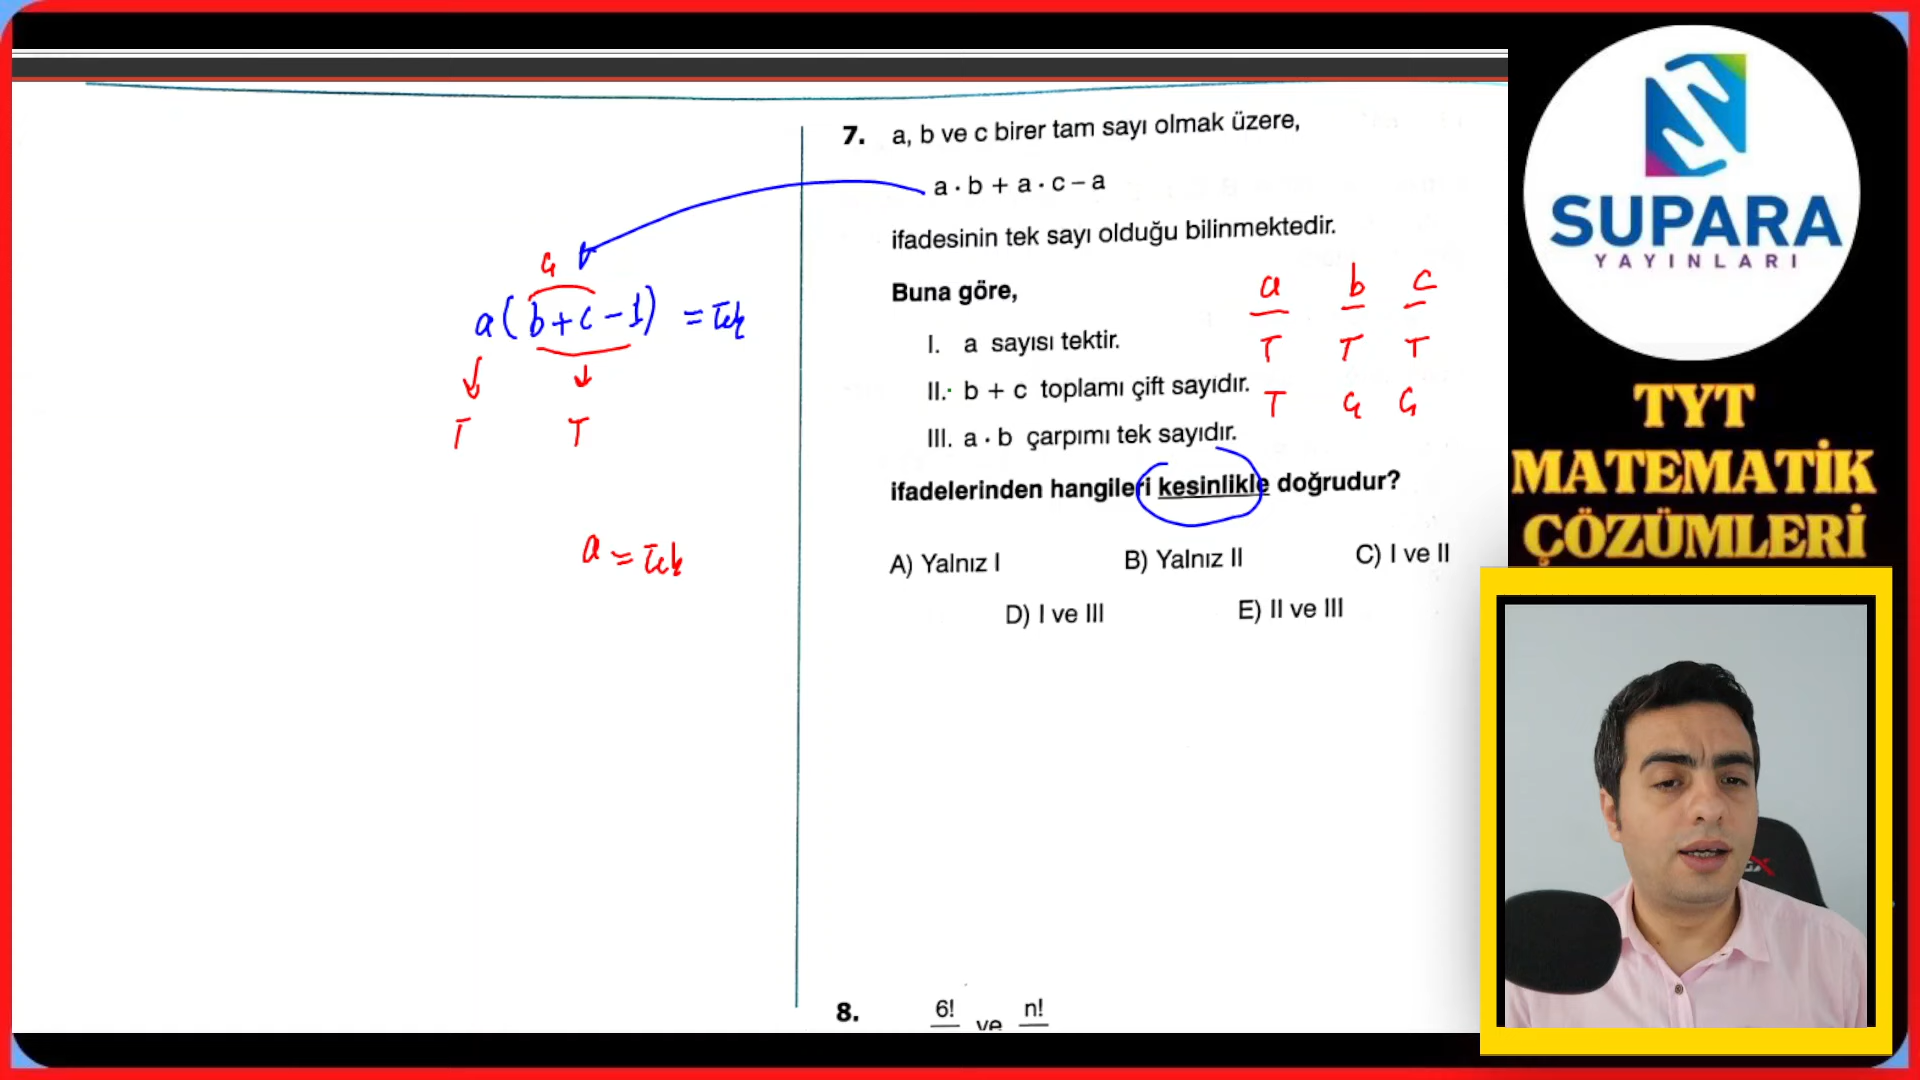 7. a, b ve c birer tam sayı olmak üzere,
a · b + a · c – a
ifadesinin tek sayı olduğu bilinmektedir.
Buna göre,
I. a sayısı tektir.
II. b + c toplamı çift sayıdır.
III. a · b çarpımı tek sayıdır.
ifadelerinden hangileri kesinlikle doğrudur?
A) Yalnız I B) Yalnız II C) I ve II
D) I ve III E) II ve III
8. 6! ve n!
Ç
a(b+c-1) = Tek
T T
a = Tek
a b c
T T T
T Ç Ç
SUPARA
YAYINLARI
TYT
MATEMATİK
ÇÖZÜMLERİ